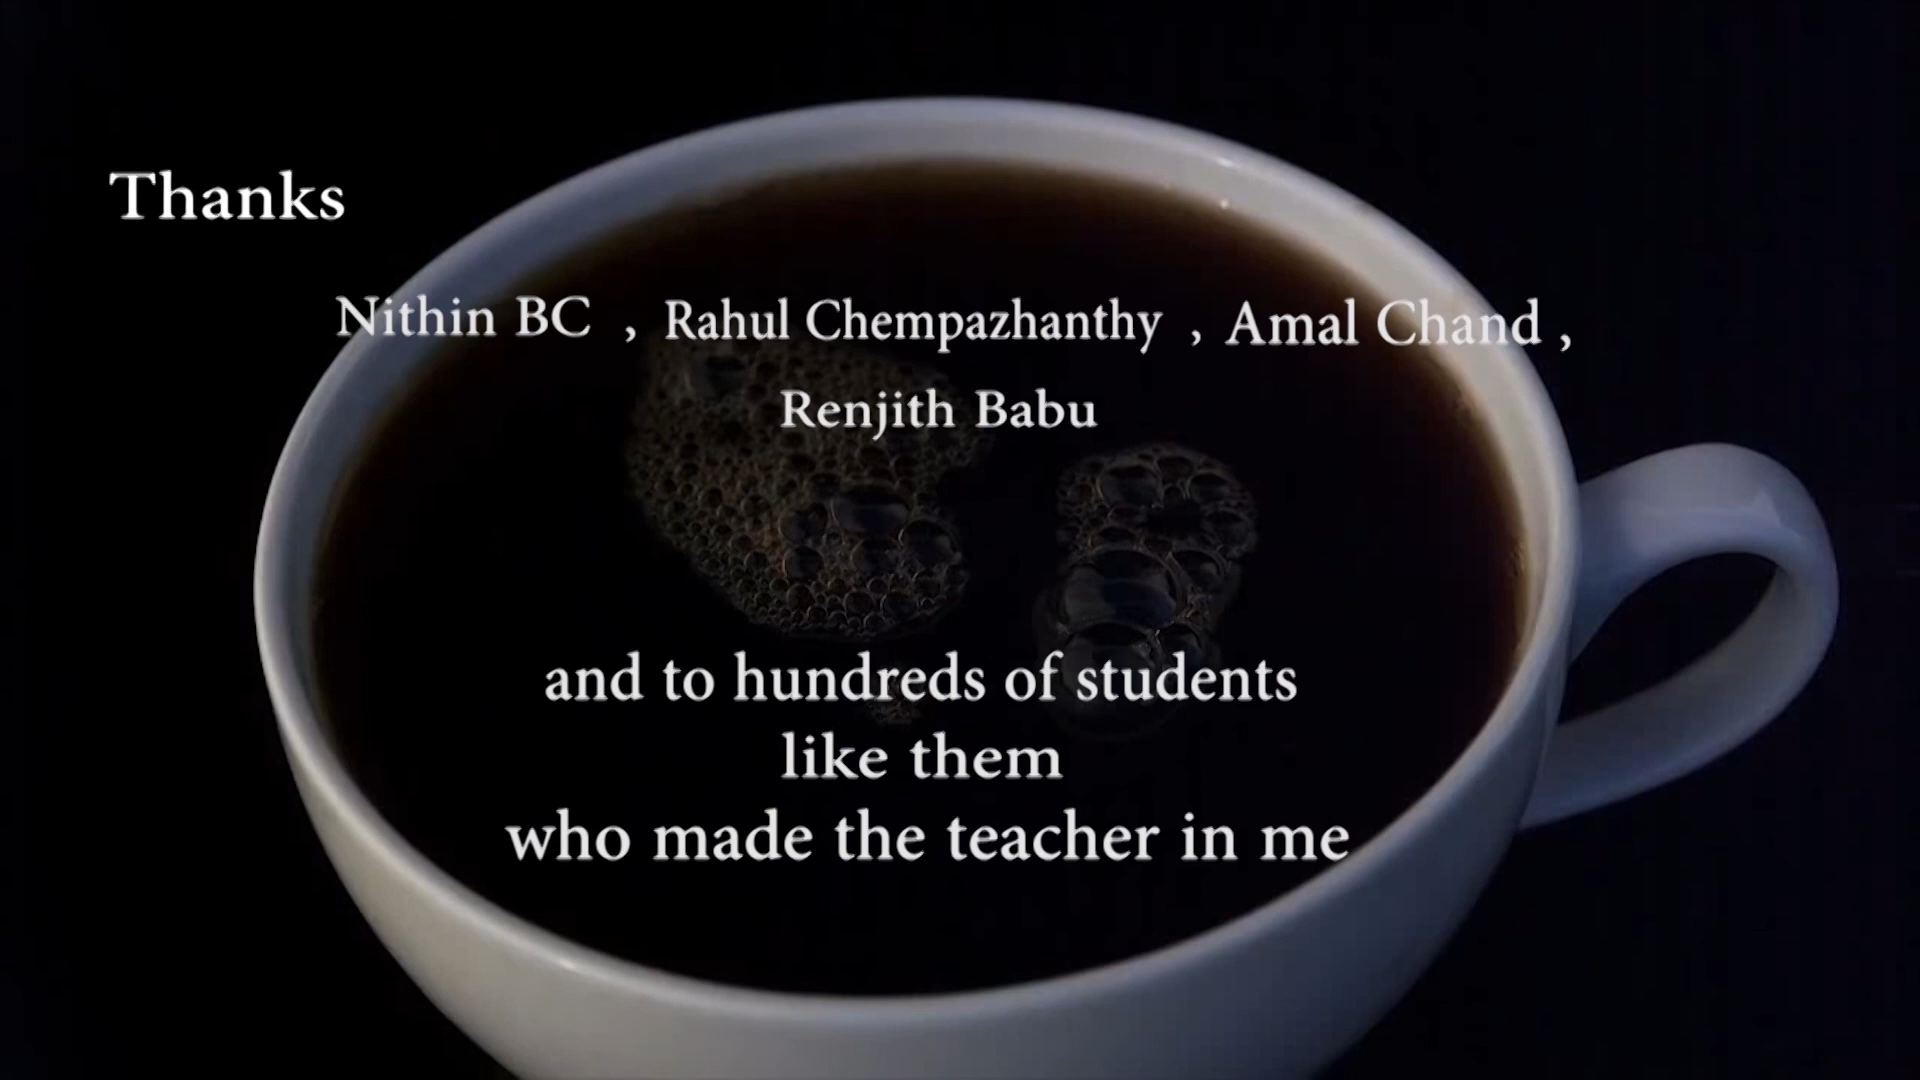 Thanks
Nithin BC , Rahul Chempazhanthy , Amal Chand ,
Renjith Babu
and to hundreds of students
like them
who made the teacher in me